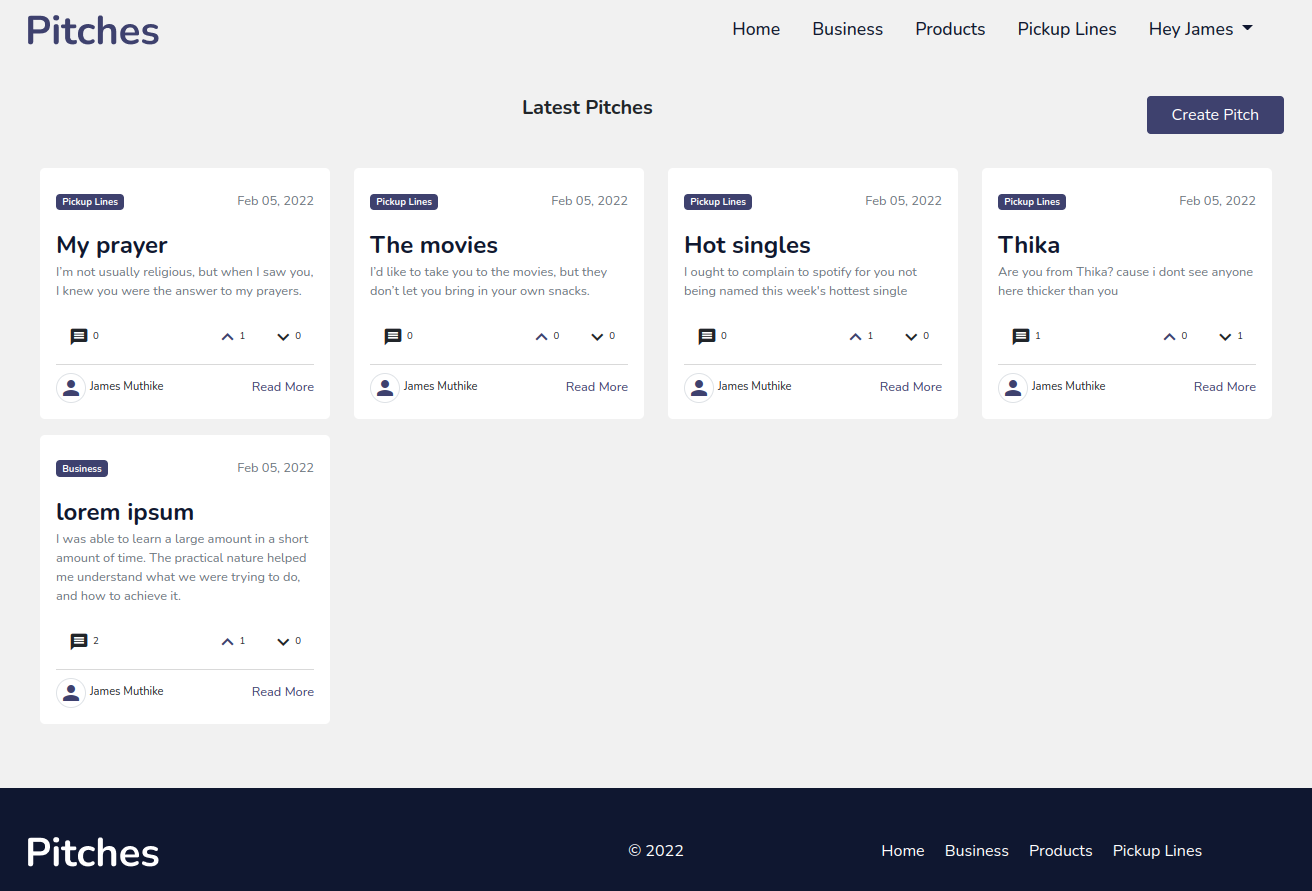 Pitches
Home Business Products Pickup Lines Hey James
Latest Pitches
Create Pitch
Pickup Lines Feb 05, 2022
My prayer
I'm not usually religious, but when I saw you,
I knew you were the answer to my prayers.
0 1 0
James Muthike Read More
Pickup Lines Feb 05, 2022
The movies
I'd like to take you to the movies, but they
don't let you bring in your own snacks.
0 0 0
James Muthike Read More
Pickup Lines Feb 05, 2022
Hot singles
I ought to complain to spotify for you not
being named this week's hottest single
0 1 0
James Muthike Read More
Pickup Lines Feb 05, 2022
Thika
Are you from Thika? cause i dont see anyone
here thicker than you
1 0 1
James Muthike Read More
Business Feb 05, 2022
lorem ipsum
I was able to learn a large amount in a short
amount of time. The practical nature helped
me understand what we were trying to do,
and how to achieve it.
2 1 0
James Muthike Read More
Pitches
© 2022
Home Business Products Pickup Lines